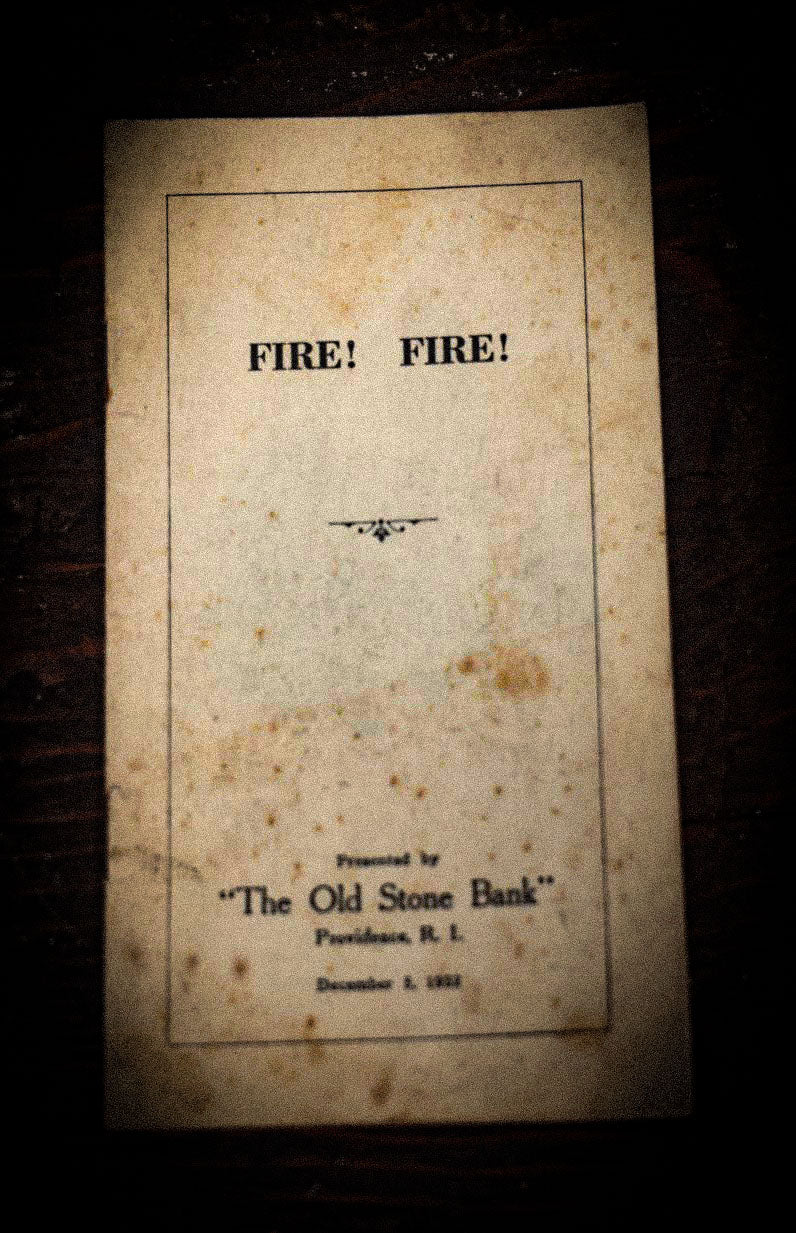 FIRE! FIRE!
Presented by
"The Old Stone Bank"
Providence, R. I.
December